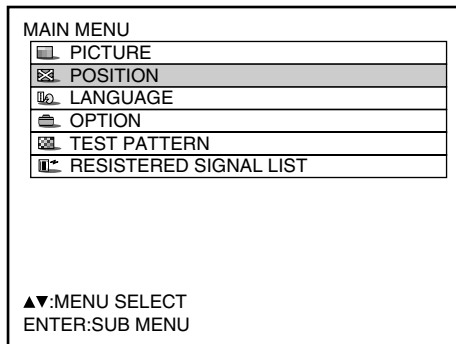 MAIN MENU
PICTURE
POSITION
LANGUAGE
OPTION
TEST PATTERN
RESISTERED SIGNAL LIST
▲▼:MENU SELECT
ENTER:SUB MENU